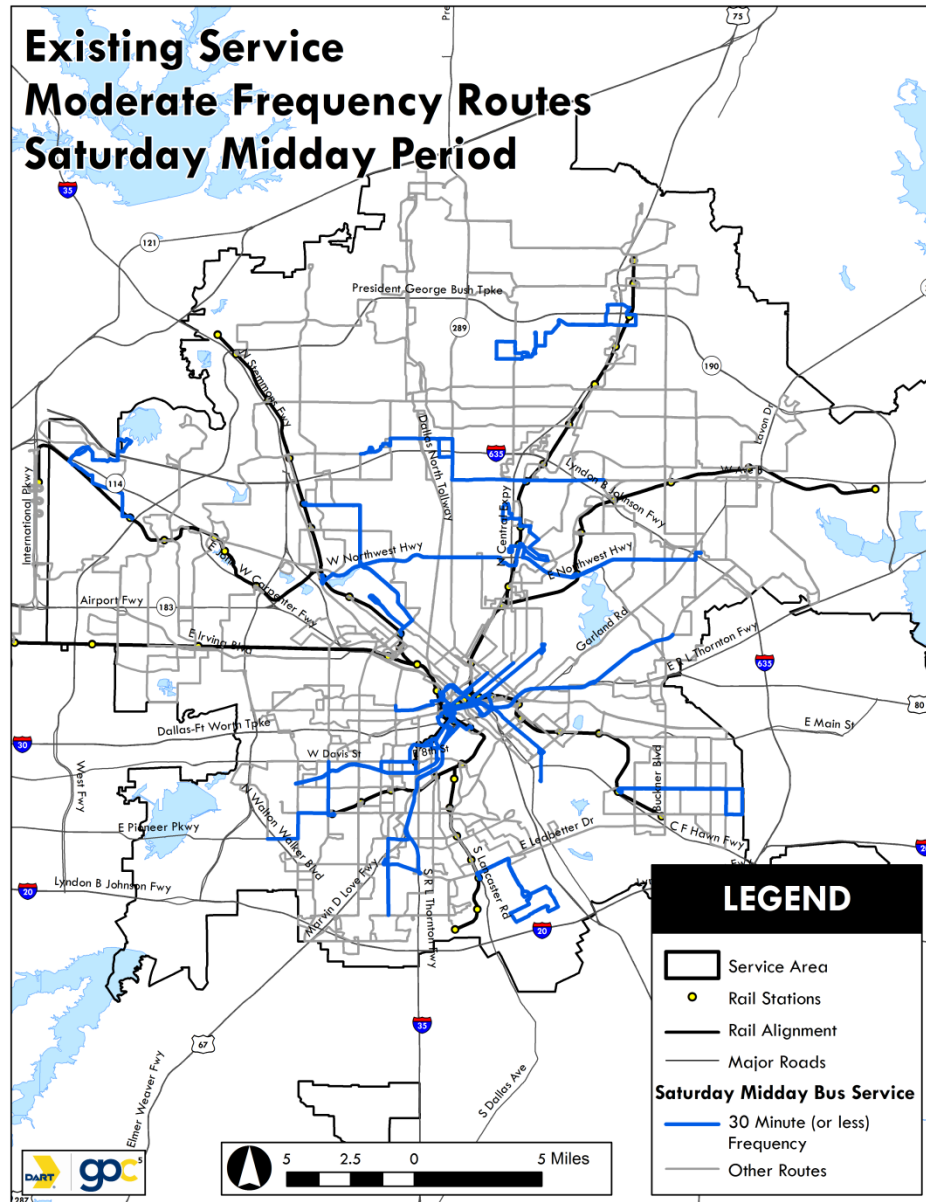 Existing Service
Moderate Frequency Routes
Saturday Midday Period
75
35
121
President George Bush Tpke
289
190
N Stemmons Fwy
Dallas North Tollway
Lavon Dr
635
Lyndon B Johnson Fwy
114
International Pkwy
N Central Expy
W Northwest Hwy
E Northwest Hwy
E John W Carpenter Fwy
Airport Fwy
183
Garland Rd
E Irving Blvd
E R L Thornton Fwy
635
80
Dallas-Ft Worth Tpke
E Main St
30
W Davis St
E 8th St
West Fwy
Buckner Blvd
N Walton Walker Blvd
E Pioneer Pkwy
E Ledbetter Dr
C F Hawn Fwy
20
Lyndon B Johnson Fwy
20
Marvin D Love Fwy
S R L Thornton Fwy
S Lancaster Rd
20
35
67
Elmer Weaver Fwy
S Dallas Ave
LEGEND
Service Area
Rail Stations
Rail Alignment
Major Roads
Saturday Midday Bus Service
30 Minute (or less)
Frequency
Other Routes
DART
gpc
5
5 2.5 0 5 Miles
287